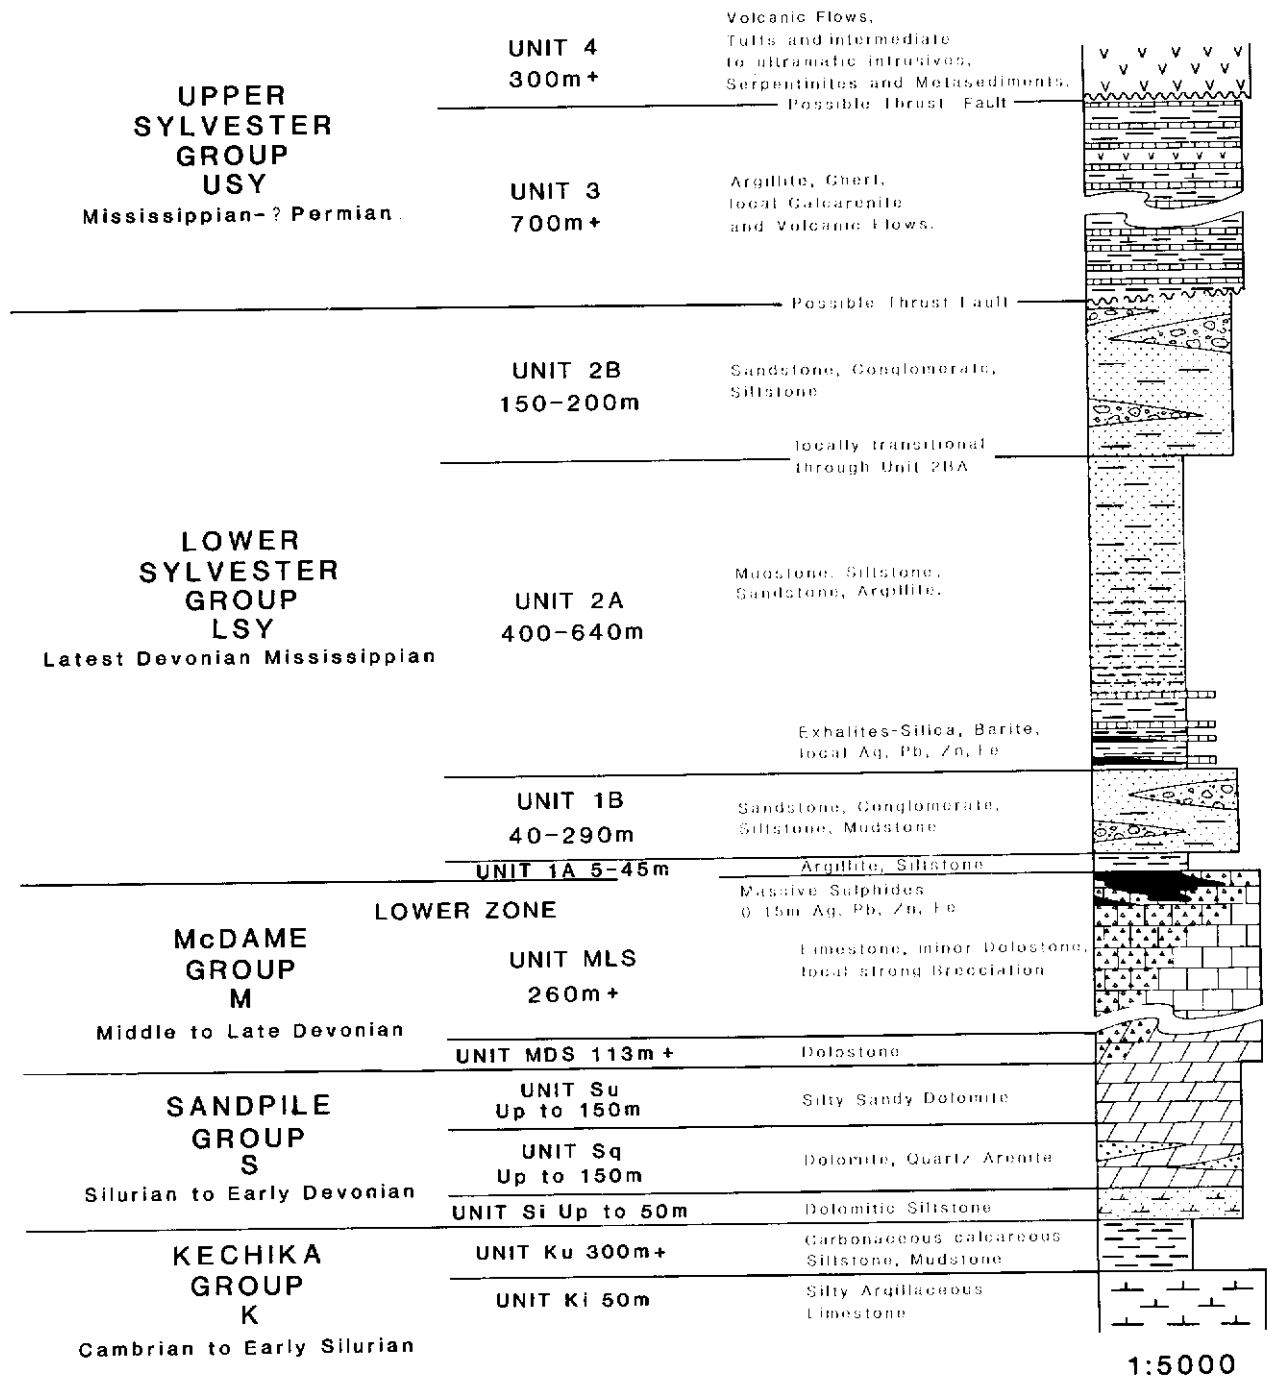 UPPER
SYLVESTER
GROUP
USY
Mississippian-? Permian
UNIT 4
300m+
Volcanic Flows,
Tuffs and intermediate
to ultramafic intrusives,
Serpentinites and Metasediments.
Possible Thrust Fault
UNIT 3
700m+
Argillite, Chert,
local Calcarenite
and Volcanic Flows.
Possible Thrust Fault
LOWER
SYLVESTER
GROUP
LSY
Latest Devonian Mississippian
UNIT 2B
150-200m
Sandstone, Conglomerate,
Siltstone
locally transitional
through Unit 2BA
UNIT 2A
400-640m
Mudstone, Siltstone,
Sandstone, Argillite.
Exhalites-Silica, Barite,
local Ag, Pb, Zn, Fe
UNIT 1B
40-290m
Sandstone, Conglomerate,
Siltstone, Mudstone
UNIT 1A 5-45m
Argillite, Siltstone
LOWER ZONE
Massive Sulphides
0-15m Ag, Pb, Zn, Fe
McDAME
GROUP
M
Middle to Late Devonian
UNIT MLS
260m+
Limestone, minor Dolostone,
local strong Brecciation
UNIT MDS 113m+
Dolostone
SANDPILE
GROUP
S
Silurian to Early Devonian
UNIT Su
Up to 150m
Silty Sandy Dolomite
UNIT Sq
Up to 150m
Dolomite, Quartz Arenite
UNIT Si Up to 50m
Dolomitic Siltstone
KECHIKA
GROUP
K
Cambrian to Early Silurian
UNIT Ku 300m+
Carbonaceous calcareous
Siltstone, Mudstone
UNIT Ki 50m
Silty Argillaceous
Limestone
1:5000